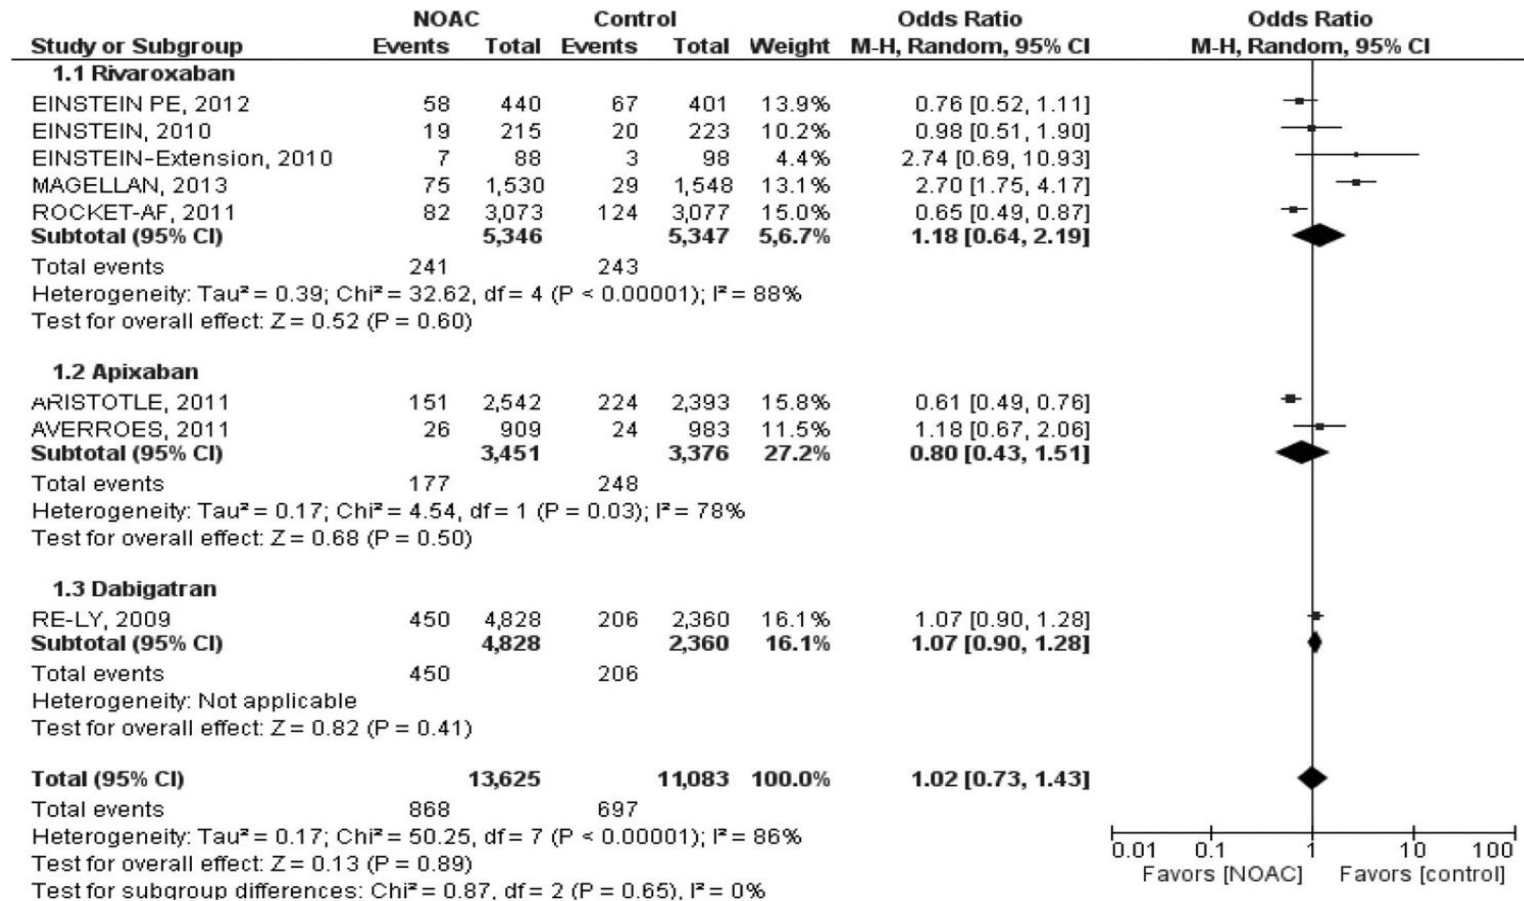 NOAC Control Odds Ratio Odds Ratio
Study or Subgroup Events Total Events Total Weight M-H, Random, 95% CI M-H, Random, 95% CI
1.1 Rivaroxaban
EINSTEIN PE, 2012 58 440 67 401 13.9% 0.76 [0.52, 1.11]
EINSTEIN, 2010 19 215 20 223 10.2% 0.98 [0.51, 1.90]
EINSTEIN-Extension, 2010 7 88 3 98 4.4% 2.74 [0.69, 10.93]
MAGELLAN, 2013 75 1,530 29 1,548 13.1% 2.70 [1.75, 4.17]
ROCKET-AF, 2011 82 3,073 124 3,077 15.0% 0.65 [0.49, 0.87]
Subtotal (95% CI) 5,346 5,347 5,6.7% 1.18 [0.64, 2.19]
Total events 241 243
Heterogeneity: Tau² = 0.39; Chi² = 32.62, df = 4 (P < 0.00001); I² = 88%
Test for overall effect: Z = 0.52 (P = 0.60)
1.2 Apixaban
ARISTOTLE, 2011 151 2,542 224 2,393 15.8% 0.61 [0.49, 0.76]
AVERROES, 2011 26 909 24 983 11.5% 1.18 [0.67, 2.06]
Subtotal (95% CI) 3,451 3,376 27.2% 0.80 [0.43, 1.51]
Total events 177 248
Heterogeneity: Tau² = 0.17; Chi² = 4.54, df = 1 (P = 0.03); I² = 78%
Test for overall effect: Z = 0.68 (P = 0.50)
1.3 Dabigatran
RE-LY, 2009 450 4,828 206 2,360 16.1% 1.07 [0.90, 1.28]
Subtotal (95% CI) 4,828 2,360 16.1% 1.07 [0.90, 1.28]
Total events 450 206
Heterogeneity: Not applicable
Test for overall effect: Z = 0.82 (P = 0.41)
Total (95% CI) 13,625 11,083 100.0% 1.02 [0.73, 1.43]
Total events 868 697
Heterogeneity: Tau² = 0.17; Chi² = 50.25, df = 7 (P < 0.00001); I² = 86%
Test for overall effect: Z = 0.13 (P = 0.89)
Test for subgroup differences: Chi² = 0.87, df = 2 (P = 0.65), I² = 0%
0.01 0.1 1 10 100
Favors [NOAC] Favors [control]